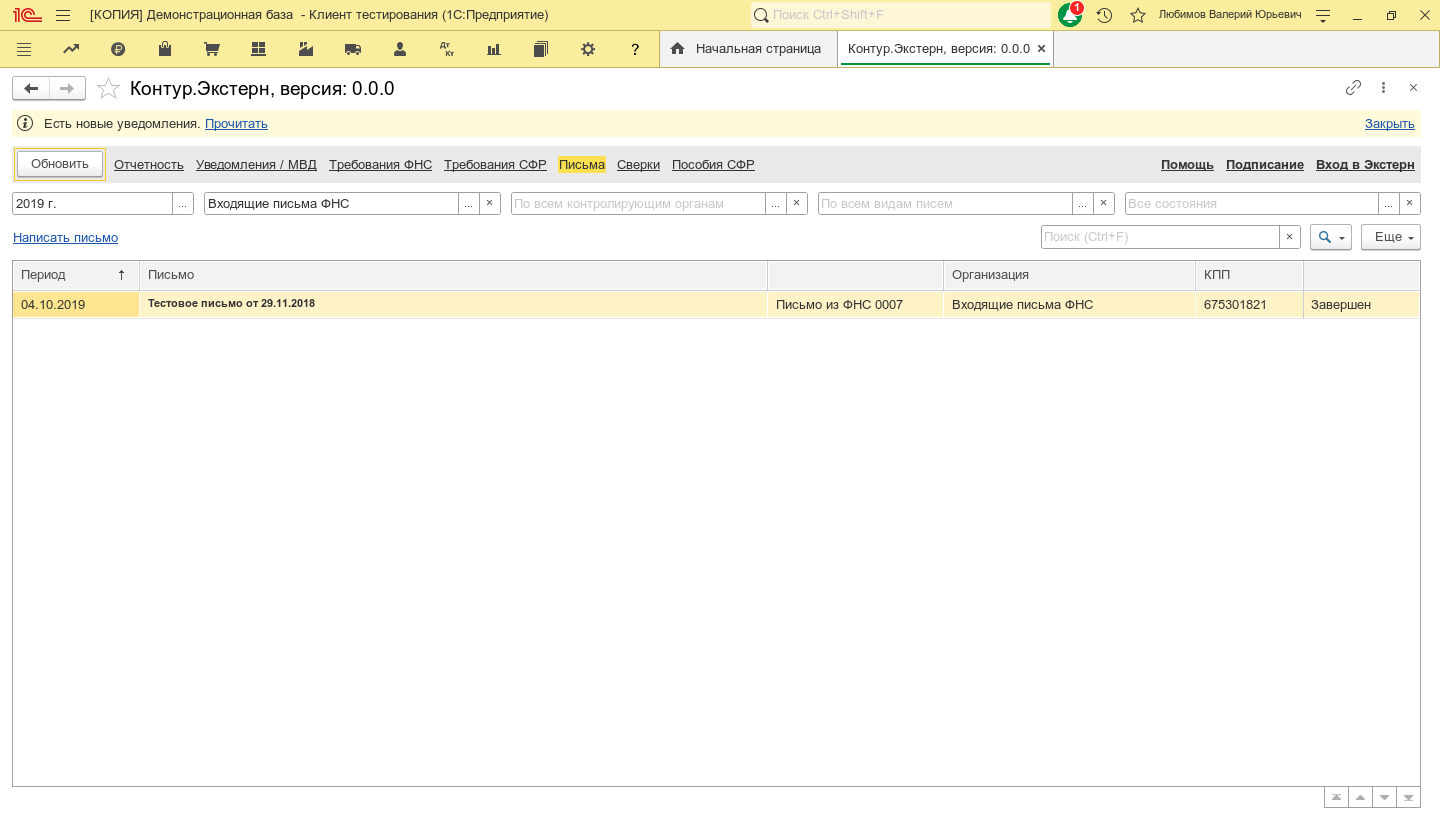 [КОПИЯ] Демонстрационная база - Клиент тестирования (1С:Предприятие) Поиск Ctrl+Shift+F 1 Любимов Валерий Юрьевич
Дт Кт ? Начальная страница Контур.Экстерн, версия: 0.0.0 ×
Контур.Экстерн, версия: 0.0.0
Есть новые уведомления. Прочитать Закрыть
Обновить Отчетность Уведомления / МВД Требования ФНС Требования СФР Письма Сверки Пособия СФР Помощь Подписание Вход в Экстерн
2019 г. ... Входящие письма ФНС ... × По всем контролирующим органам ... × По всем видам писем ... × Все состояния ... ×
Написать письмо Поиск (Ctrl+F) × Еще
Период ↑ Письмо Организация КПП
04.10.2019 Тестовое письмо от 29.11.2018 Письмо из ФНС 0007 Входящие письма ФНС 675301821 Завершен